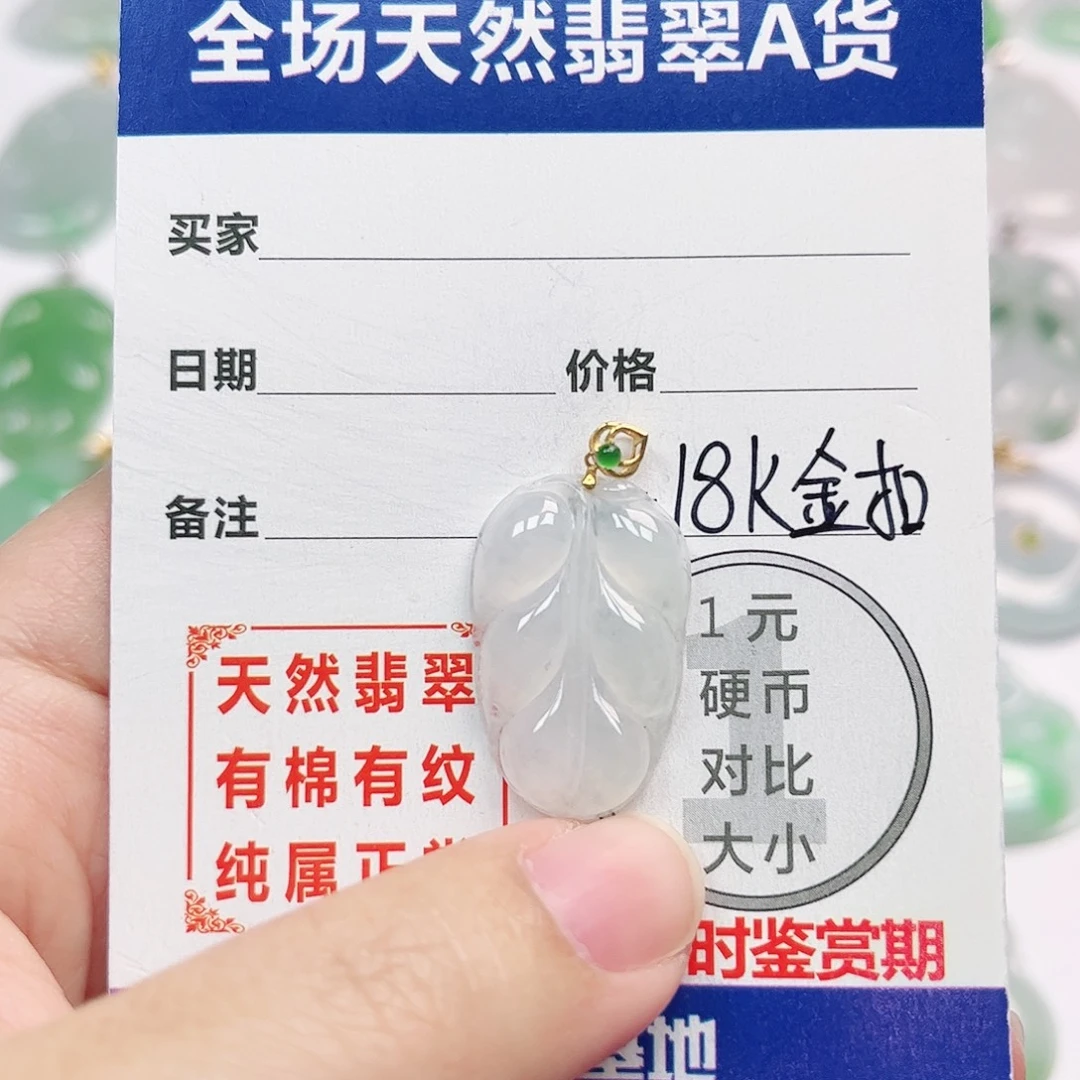 全场天然翡翠A货
买家
日期 价格
备注 18K金扣
天然翡翠
有棉有纹
纯属正
1元
硬币
对比
大小
时鉴赏期